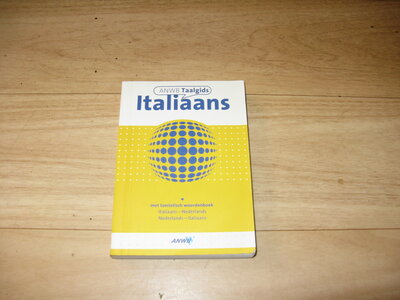 ANWB Taalgids
Italiaans
met toeristisch woordenboek
Italiaans - Nederlands
Nederlands - Italiaans
ANWB